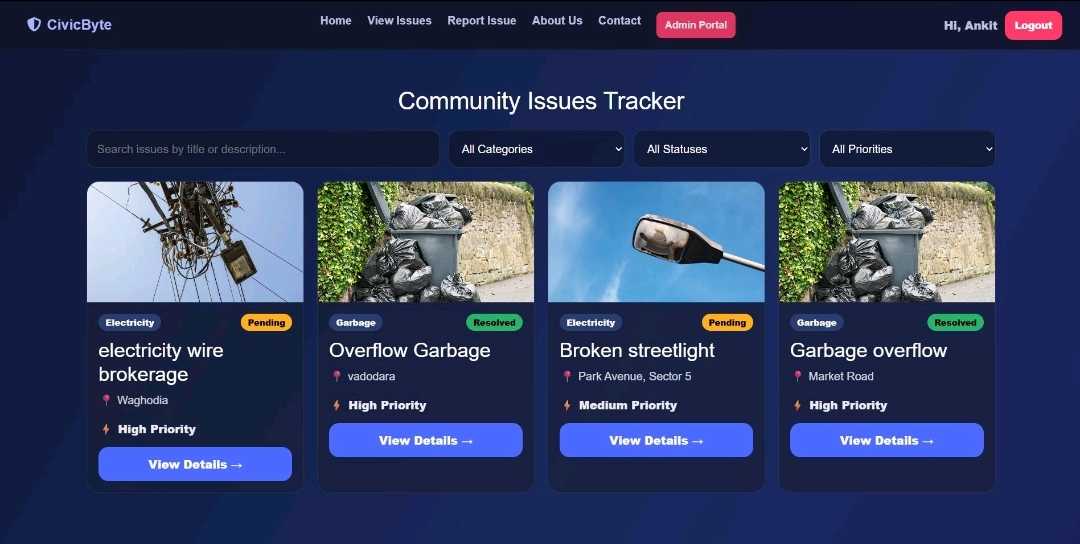 CivicByte
Home View Issues Report Issue About Us Contact Admin Portal
Hi, Ankit Logout
Community Issues Tracker
Search issues by title or description...
All Categories
All Statuses
All Priorities
Electricity Pending
electricity wire
brokerage
Waghodia
High Priority
View Details →
Garbage Resolved
Overflow Garbage
vadodara
High Priority
View Details →
Electricity Pending
Broken streetlight
Park Avenue, Sector 5
Medium Priority
View Details →
Garbage Resolved
Garbage overflow
Market Road
High Priority
View Details →